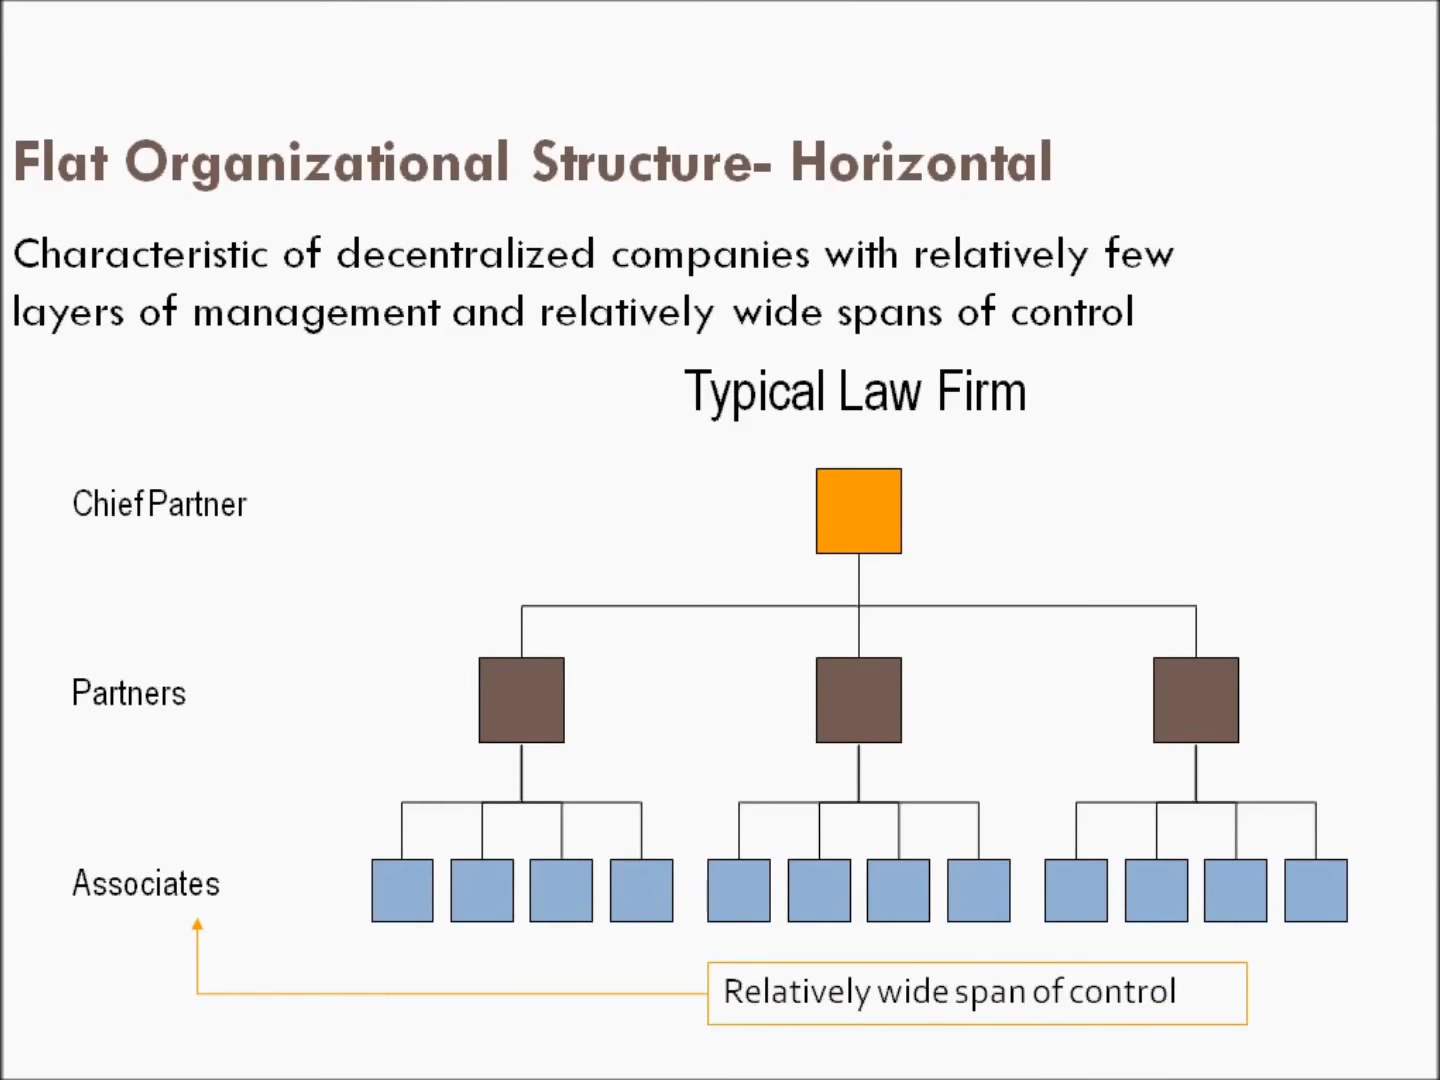 Flat Organizational Structure- Horizontal
Characteristic of decentralized companies with relatively few
layers of management and relatively wide spans of control
Typical Law Firm
Chief Partner
Partners
Associates
Relatively wide span of control